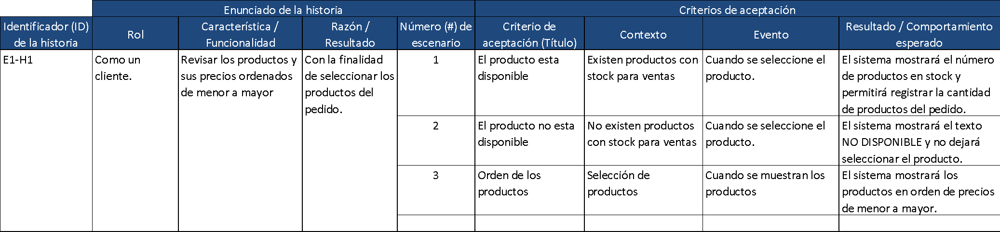 Enunciado de la historia
Criterios de aceptación
Identificador (ID)
de la historia
Rol
Característica /
Funcionalidad
Razón /
Resultado
Número (#) de
escenario
Criterio de
aceptación (Título)
Contexto
Evento
Resultado / Comportamiento
esperado
E1-H1
Como un
cliente.
Revisar los productos y
sus precios ordenados
de menor a mayor
Con la finalidad
de seleccionar los
productos del
pedido.
1
El producto esta
disponible
Existen productos con
stock para ventas
Cuando se seleccione el
producto.
El sistema mostrará el número
de productos en stock y
permitirá registrar la cantidad
de productos del pedido.
2
El producto no esta
disponible
No existen productos
con stock para ventas
Cuando se seleccione el
producto.
El sistema mostrará el texto
NO DISPONIBLE y no dejará
seleccionar el producto.
3
Orden de los
productos
Selección de
productos
Cuando se muestran los
productos
El sistema mostrará los
productos en orden de precios
de menor a mayor.